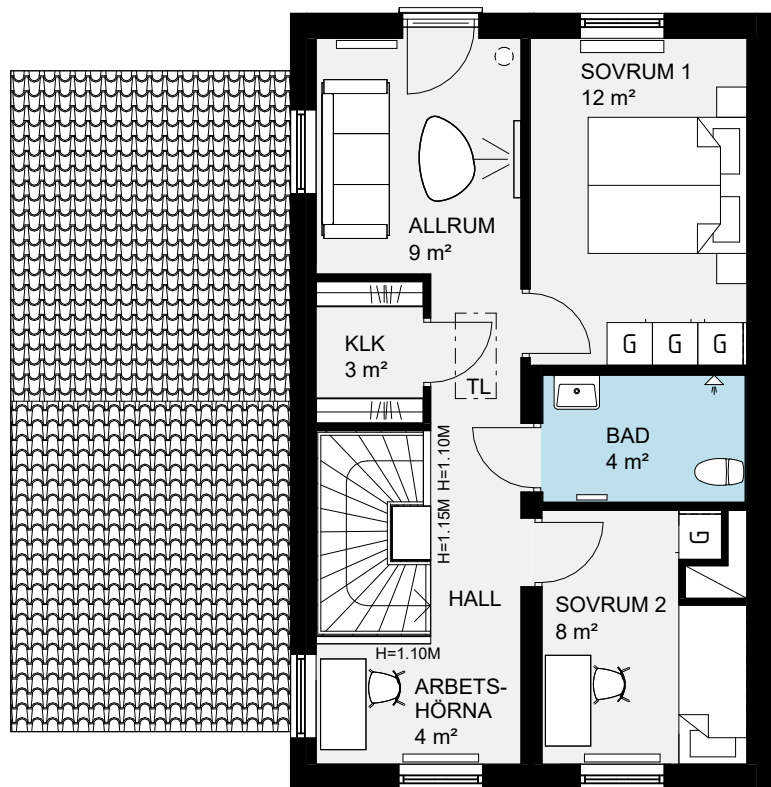 SOVRUM 1
12 m²
ALLRUM
9 m²
KLK
3 m²
TL
G G G
BAD
4 m²
H=1.10M
H=1.15M
G
HALL
SOVRUM 2
8 m²
H=1.10M
ARBETS-
HÖRNA
4 m²